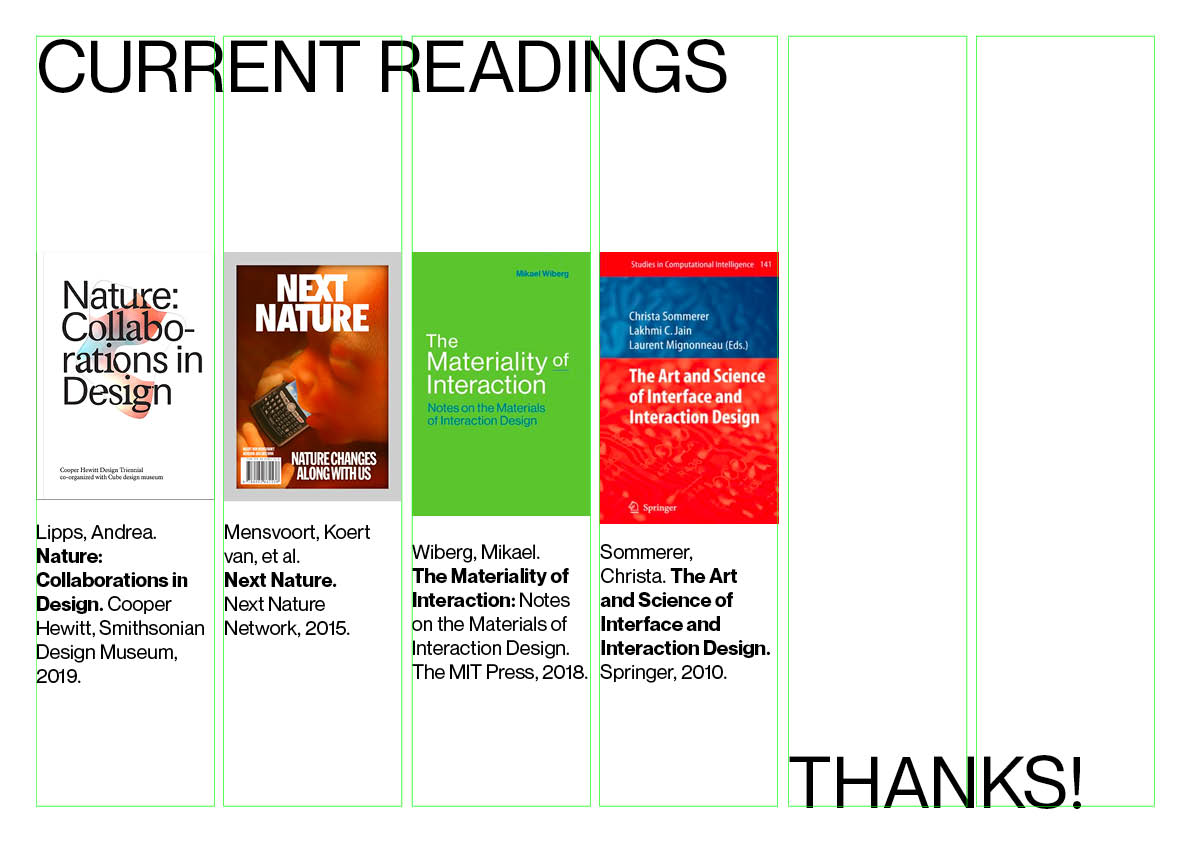 CURRENT READINGS
Nature:
Collabo-
rations in
Design
Cooper Hewitt Design Triennial
co-organized with Cube design museum
Lipps, Andrea.
Nature:
Collaborations in
Design. Cooper
Hewitt, Smithsonian
Design Museum,
2019.
NEXT
NATURE
NATURE CHANGES
ALONG WITH US
Mensvoort, Koert
van, et al.
Next Nature.
Next Nature
Network, 2015.
Mikael Wiberg
The
Materiality of
Interaction
Notes on the Materials
of Interaction Design
Wiberg, Mikael.
The Materiality of
Interaction: Notes
on the Materials of
Interaction Design.
The MIT Press, 2018.
Studies in Computational Intelligence 141
Christa Sommerer
Lakhmi C. Jain
Laurent Mignonneau (Eds.)
The Art and Science
of Interface and
Interaction Design
Springer
Sommerer,
Christa. The Art
and Science of
Interface and
Interaction Design.
Springer, 2010.
THANKS!